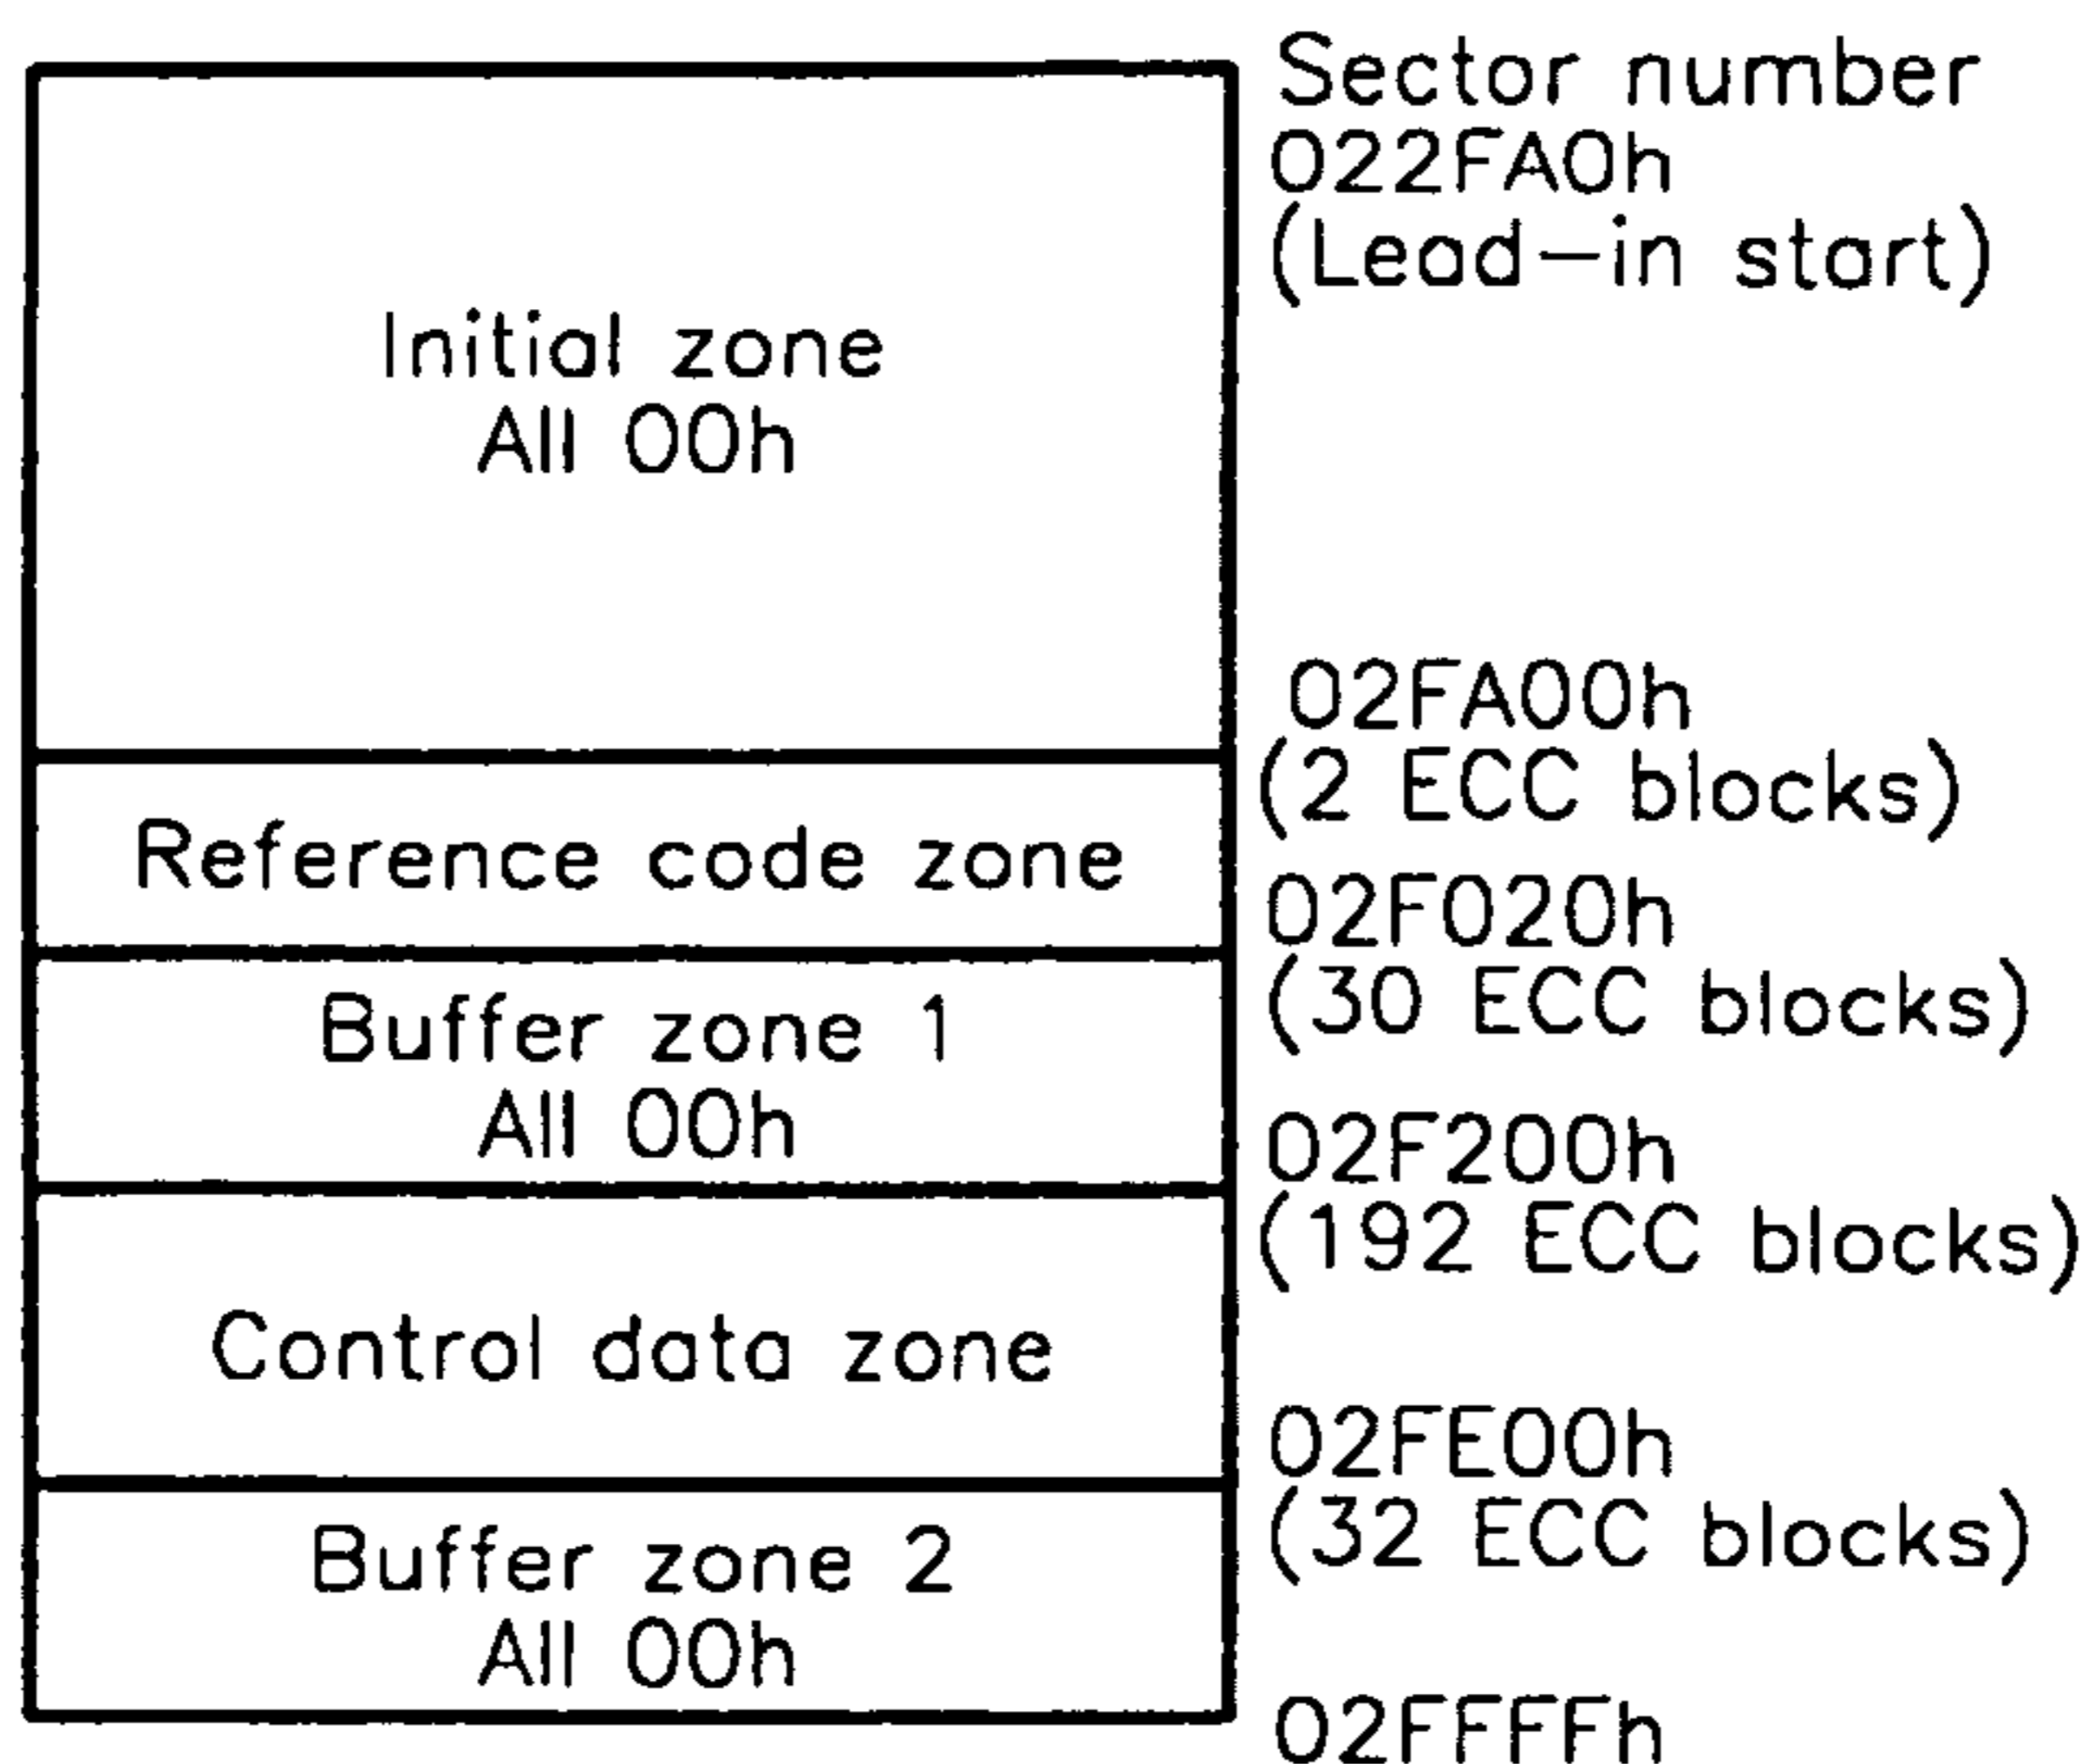 Sector number
022FA0h
(Lead-in start)
Initial zone
All 00h
02FA00h
(2 ECC blocks)
Reference code zone
02F020h
(30 ECC blocks)
Buffer zone 1
All 00h
02F200h
(192 ECC blocks)
Control data zone
02FE00h
(32 ECC blocks)
Buffer zone 2
All 00h
02FFFFh